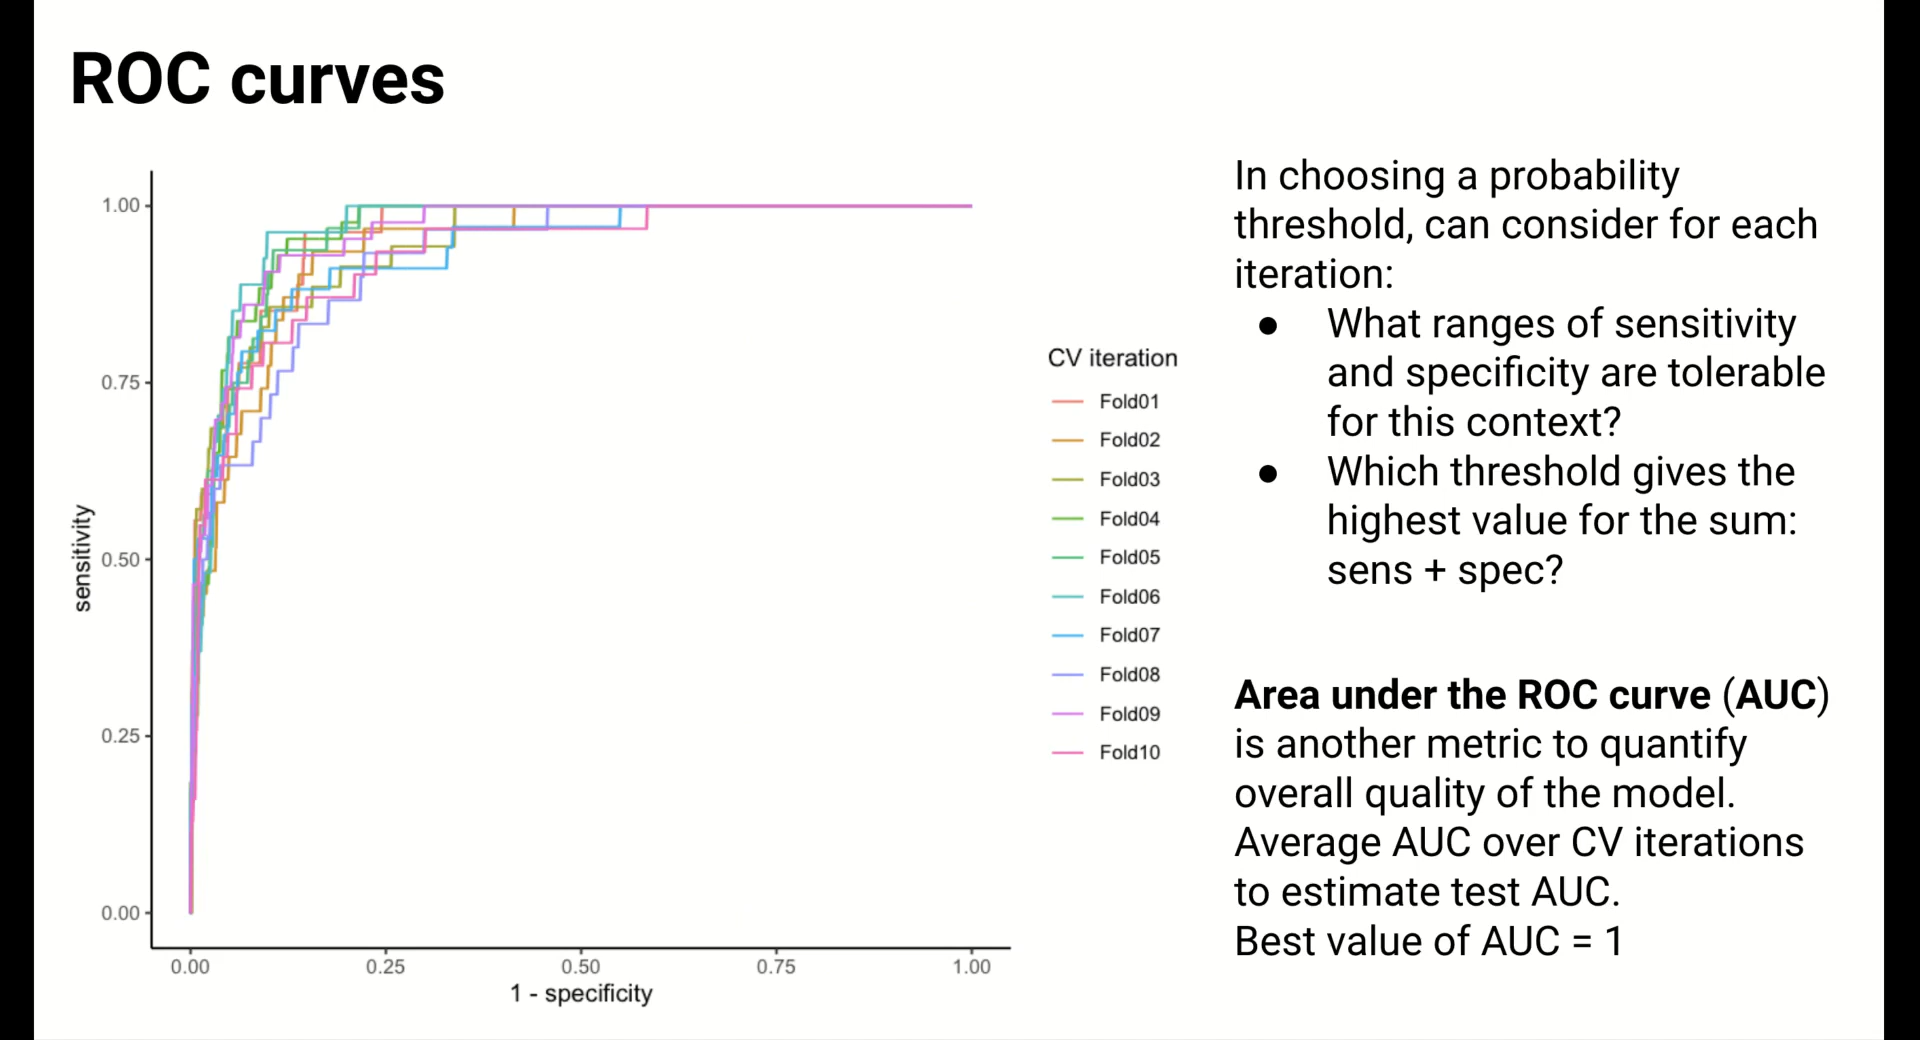 ROC curves
1.00
0.75
0.50
0.25
0.00
sensitivity
0.00 0.25 0.50 0.75 1.00
1 - specificity
CV iteration
Fold01
Fold02
Fold03
Fold04
Fold05
Fold06
Fold07
Fold08
Fold09
Fold10
In choosing a probability
threshold, can consider for each
iteration:
● What ranges of sensitivity
and specificity are tolerable
for this context?
● Which threshold gives the
highest value for the sum:
sens + spec?
Area under the ROC curve (AUC)
is another metric to quantify
overall quality of the model.
Average AUC over CV iterations
to estimate test AUC.
Best value of AUC = 1